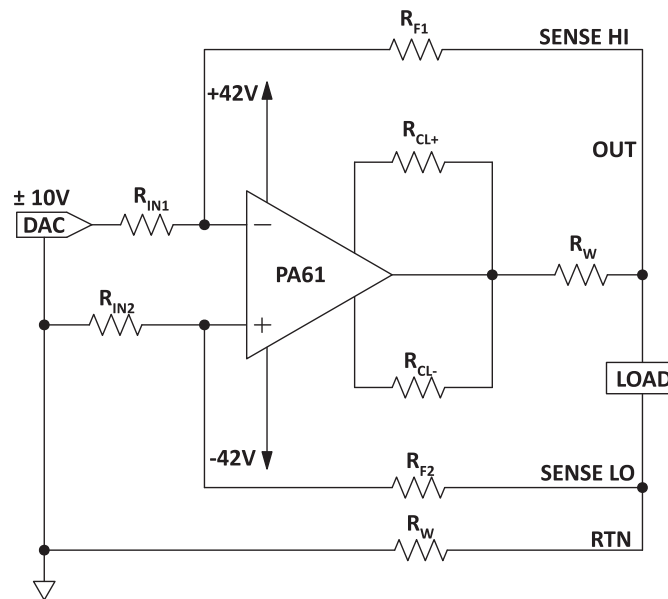 R_F1
SENSE HI
+42V
R_CL+
OUT
± 10V
DAC
R_IN1
−
R_W
PA61
R_IN2
+
R_CL-
LOAD
-42V
R_F2
SENSE LO
R_W
RTN